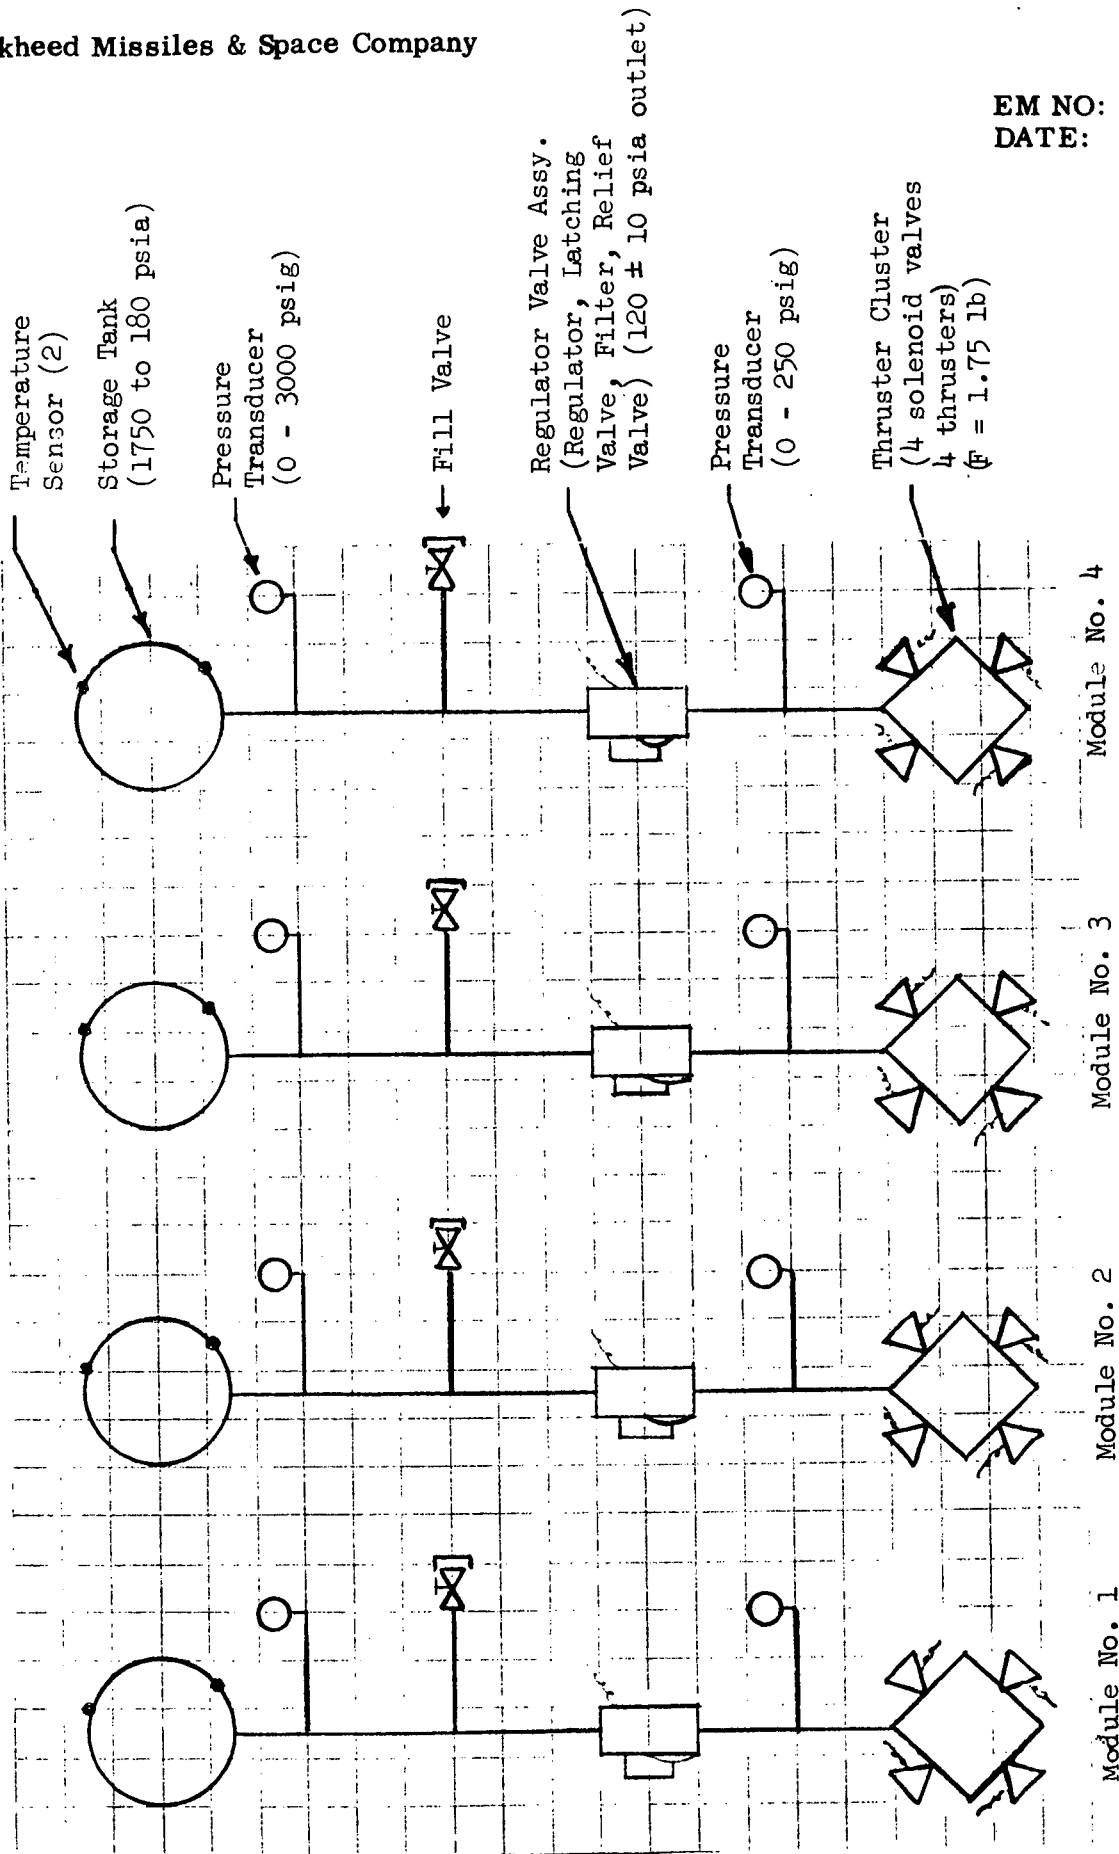 kheed Missiles & Space Company
EM NO:
DATE:
Temperature
Sensor (2)
Storage Tank
(1750 to 180 psia)
Pressure
Transducer
(0 - 3000 psig)
Fill Valve
Regulator Valve Assy.
(Regulator, Latching
Valve, Filter, Relief
Valve) (120 ± 10 psia outlet)
Pressure
Transducer
(0 - 250 psig)
Thruster Cluster
(4 solenoid valves
4 thrusters)
(F = 1.75 lb)
Module No. 1
Module No. 2
Module No. 3
Module No. 4